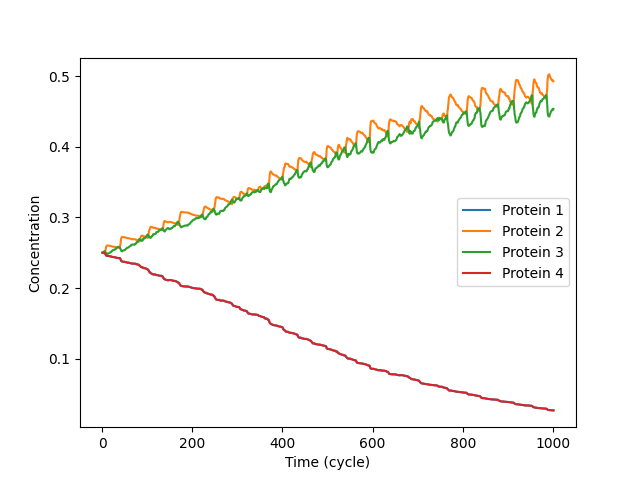 0.5
0.4
0.3
0.2
0.1
Concentration
Protein 1
Protein 2
Protein 3
Protein 4
0 200 400 600 800 1000
Time (cycle)